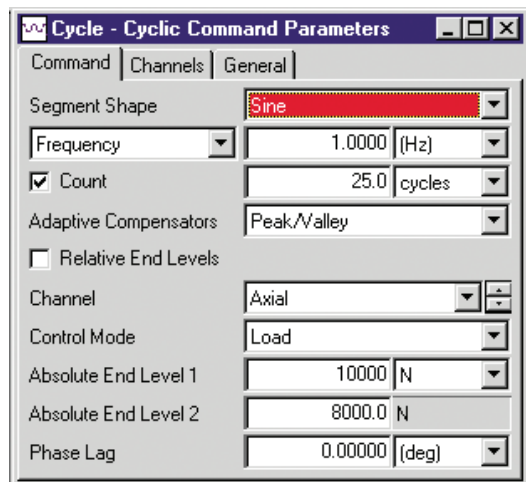 Cycle - Cyclic Command Parameters
Command Channels General
Segment Shape Sine
Frequency 1.0000 (Hz)
Count 25.0 cycles
Adaptive Compensators Peak/Valley
Relative End Levels
Channel Axial
Control Mode Load
Absolute End Level 1 10000 N
Absolute End Level 2 8000.0 N
Phase Lag 0.00000 (deg)